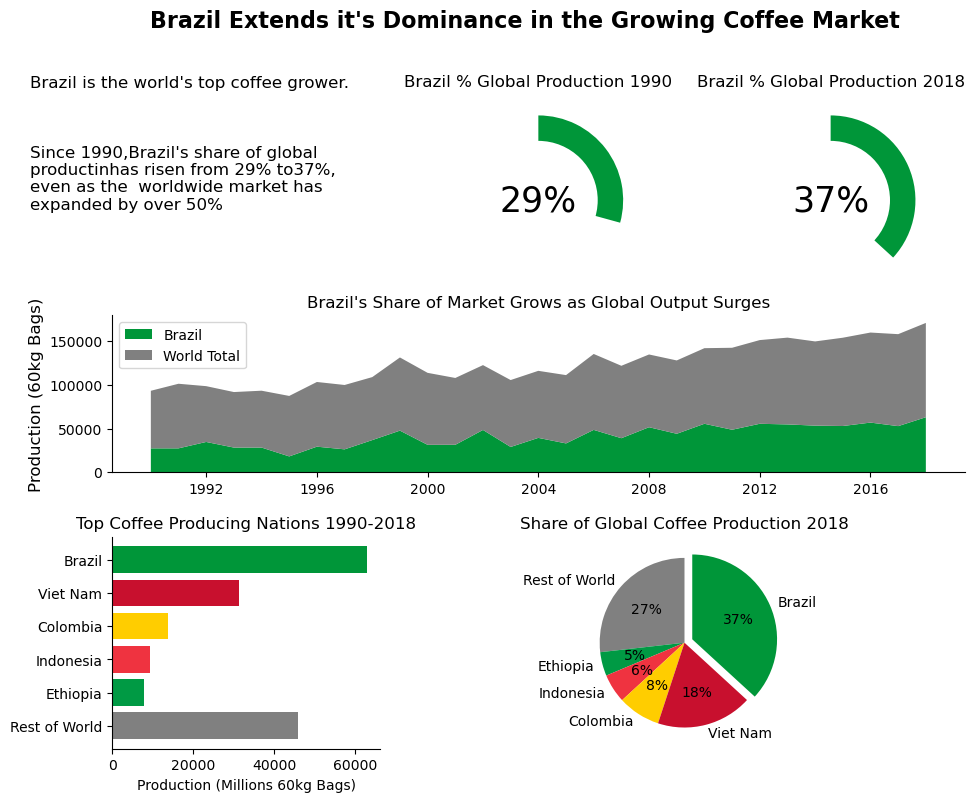 Brazil Extends it's Dominance in the Growing Coffee Market
Brazil is the world's top coffee grower.
Since 1990,Brazil's share of global
productinhas risen from 29% to37%,
even as the  worldwide market has
expanded by over 50%
Brazil % Global Production 1990
29%
Brazil % Global Production 2018
37%
Brazil's Share of Market Grows as Global Output Surges
Production (60kg Bags)
Brazil
World Total
150000
100000
50000
0
1992
1996
2000
2004
2008
2012
2016
Top Coffee Producing Nations 1990-2018
Brazil
Viet Nam
Colombia
Indonesia
Ethiopia
Rest of World
0
20000
40000
60000
Production (Millions 60kg Bags)
Share of Global Coffee Production 2018
Rest of World
27%
Brazil
37%
Ethiopia
5%
Indonesia
6%
Colombia
8%
Viet Nam
18%